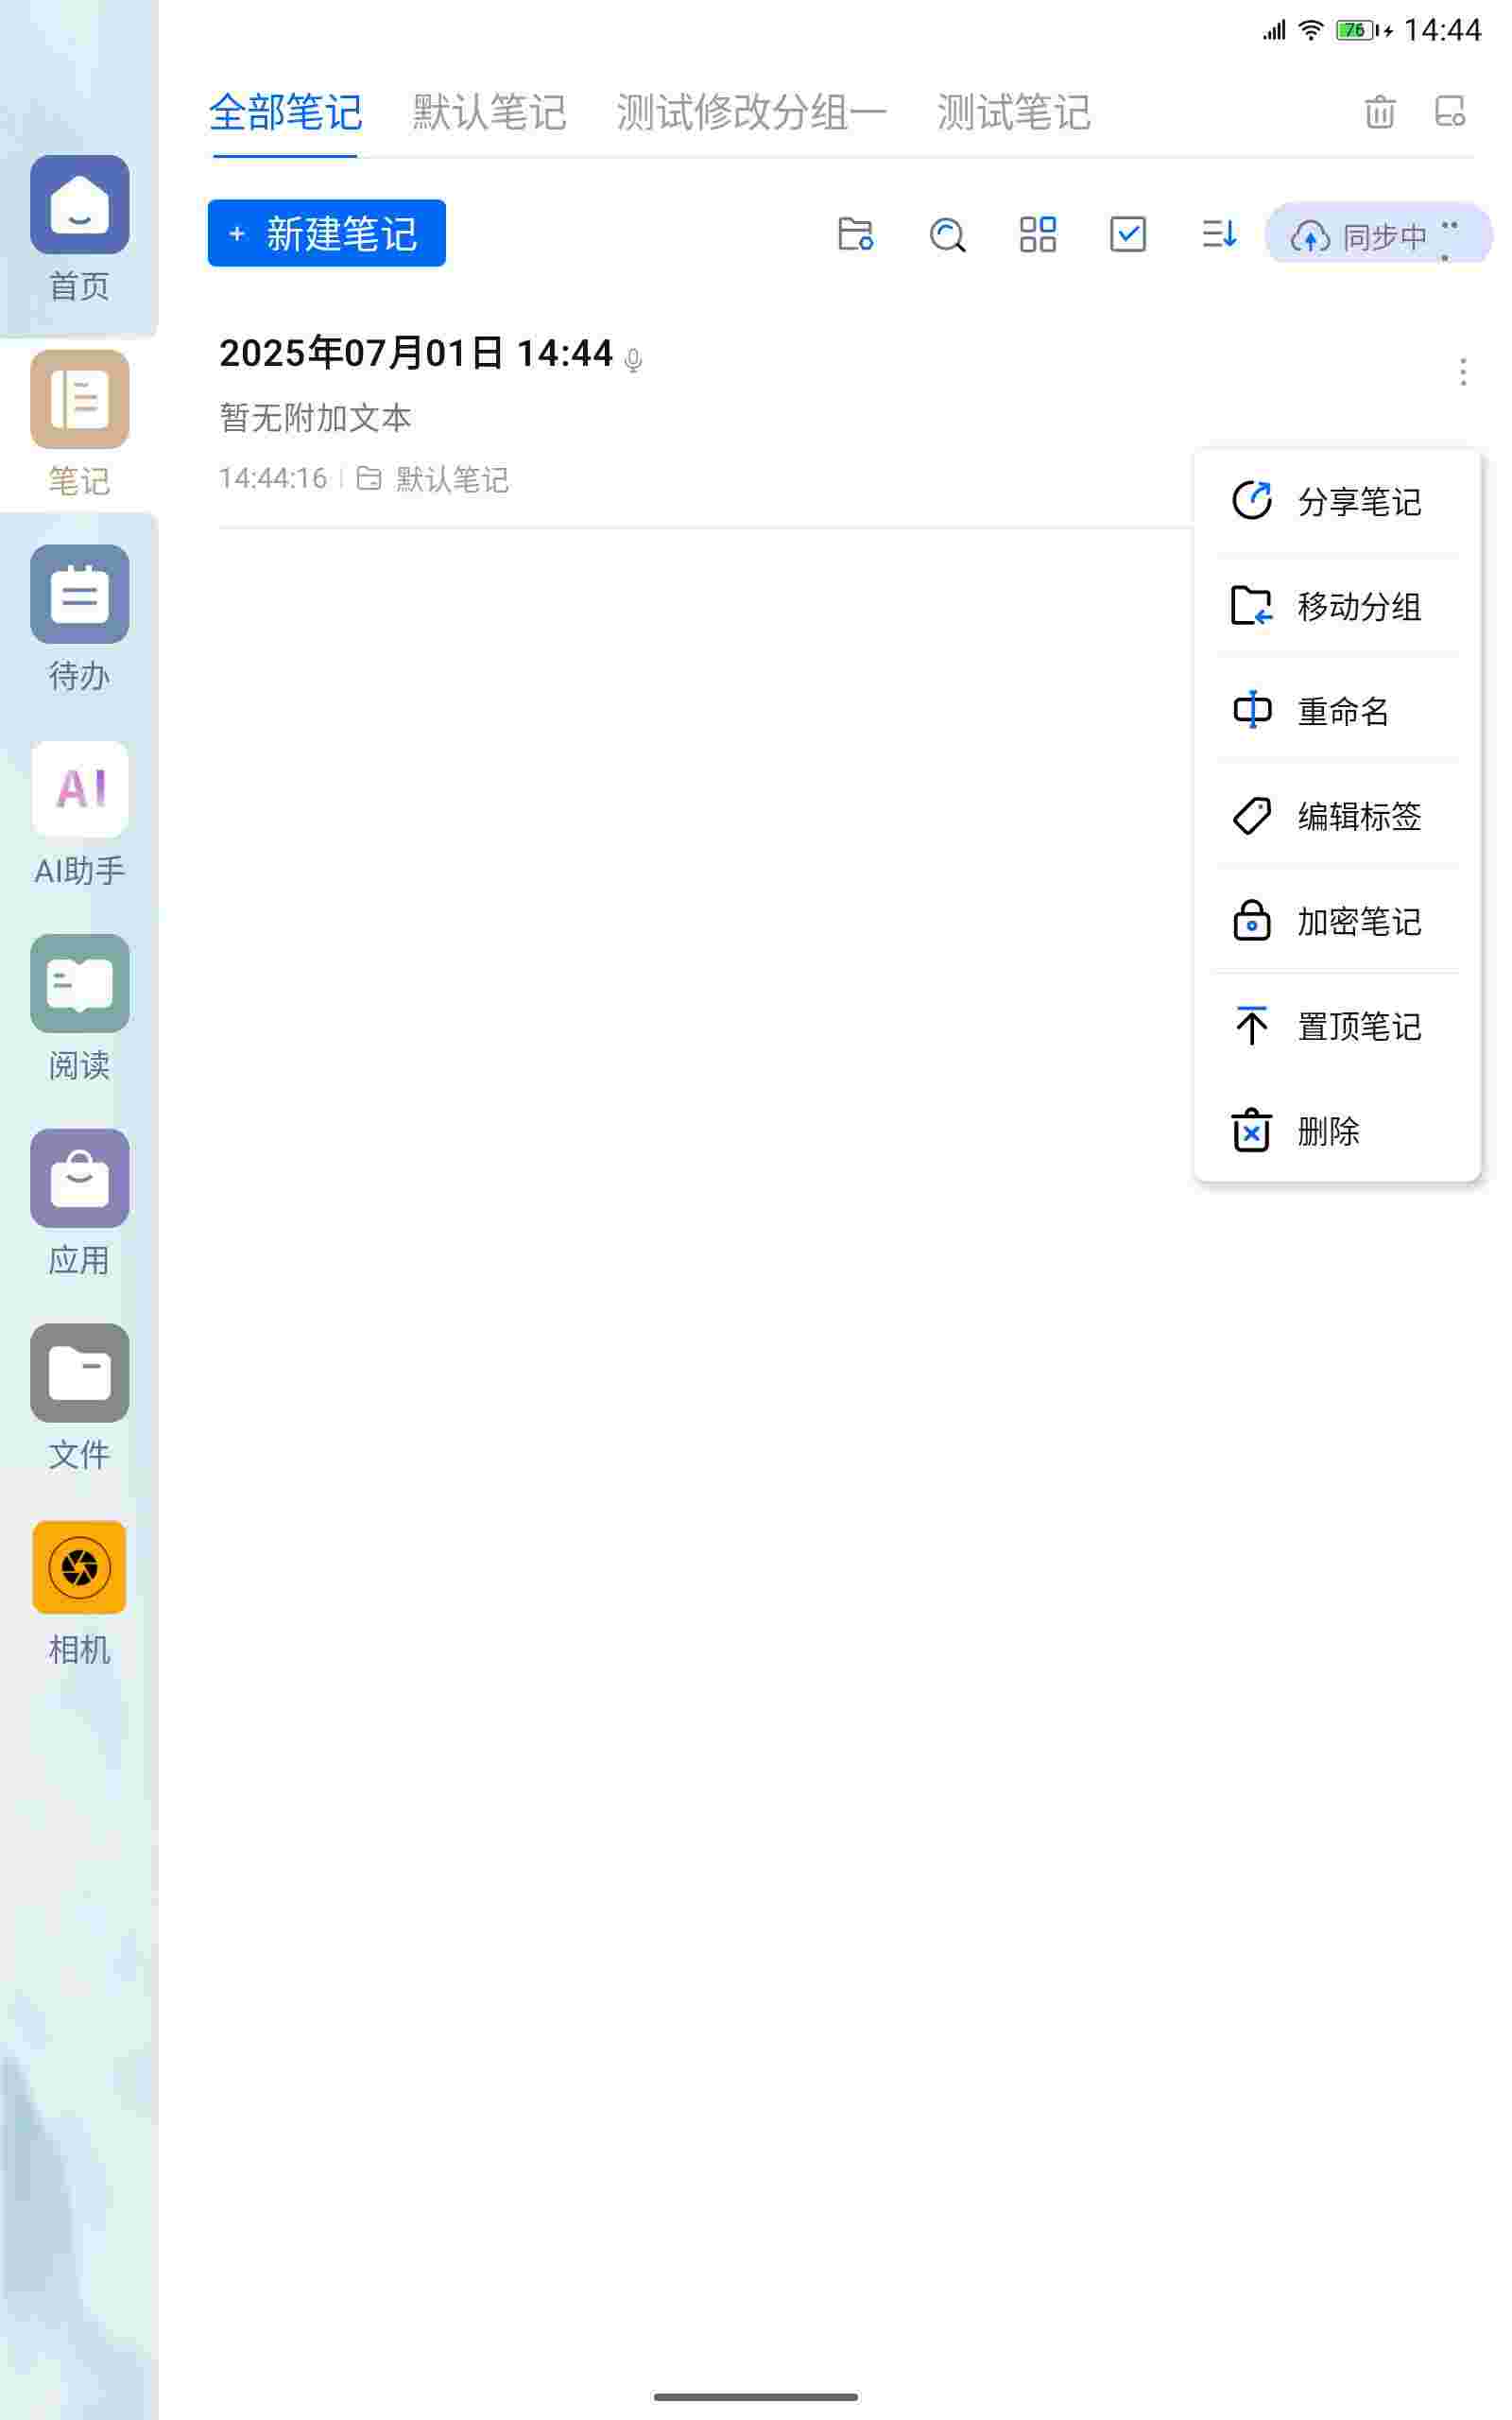 76 14:44
全部笔记 默认笔记 测试修改分组一 测试笔记
+ 新建笔记 同步中
首页
2025年07月01日 14:44
暂无附加文本
14:44:16 默认笔记
笔记
分享笔记
移动分组
重命名
编辑标签
加密笔记
置顶笔记
删除
待办
AI
AI助手
阅读
应用
文件
相机